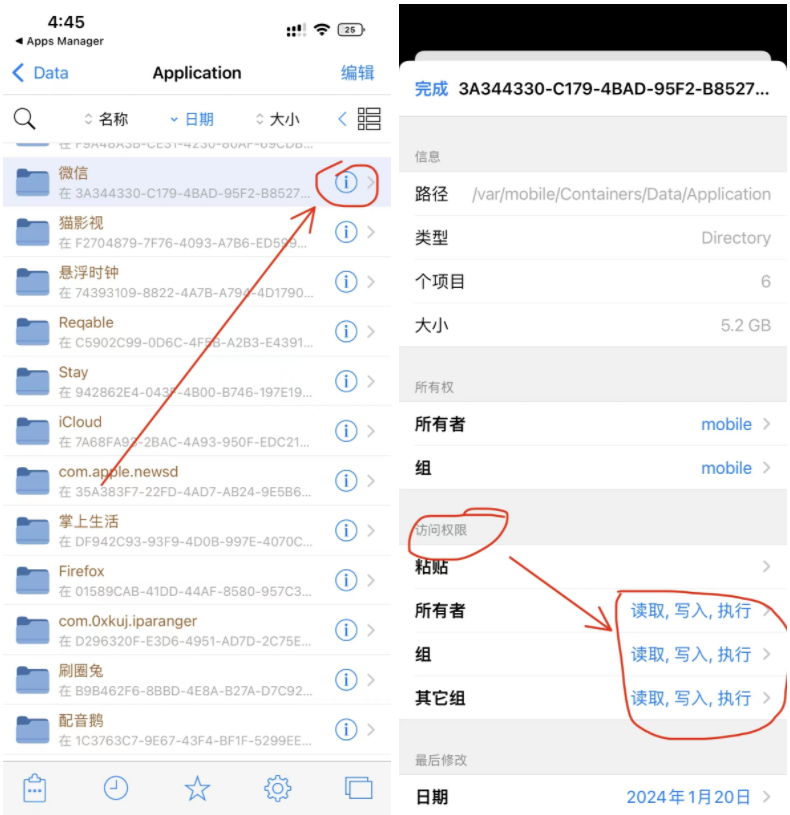 4:45
25
◀ Apps Manager
Data
Application
编辑
名称
日期
大小
微信
在 3A344330-C179-4BAD-95F2-B8527...
猫影视
在 F2704879-7F76-4093-A7B6-ED599...
悬浮时钟
在 74393109-8822-4A7B-A794-4D1790...
Reqable
在 C5902C99-0D6C-4F5B-A2B3-E4391...
Stay
在 942862E4-043F-4B00-B746-197E19...
iCloud
在 7A68FA93-2BAC-4A93-950F-EDC21...
com.apple.newsd
在 35A383F7-22FD-4AD7-AB24-9E5B6...
掌上生活
在 DF942C93-93F9-4D0B-997E-4070C...
Firefox
在 01589CAB-41DD-44AF-8580-957C3...
com.0xkuj.iparanger
在 D296320F-E3D6-4951-AD7D-2C75E...
刷圈兔
在 B9B462F6-8BBD-4E8A-B27A-D7C92...
配音鹅
在 1C3763C7-9E67-43F4-BF1F-5299EE...
完成 3A344330-C179-4BAD-95F2-B8527...
信息
路径 /var/mobile/Containers/Data/Application
类型 Directory
个项目 6
大小 5.2 GB
所有权
所有者 mobile
组 mobile
访问权限
粘贴
所有者 读取, 写入, 执行
组 读取, 写入, 执行
其它组 读取, 写入, 执行
最后修改
日期 2024年1月20日